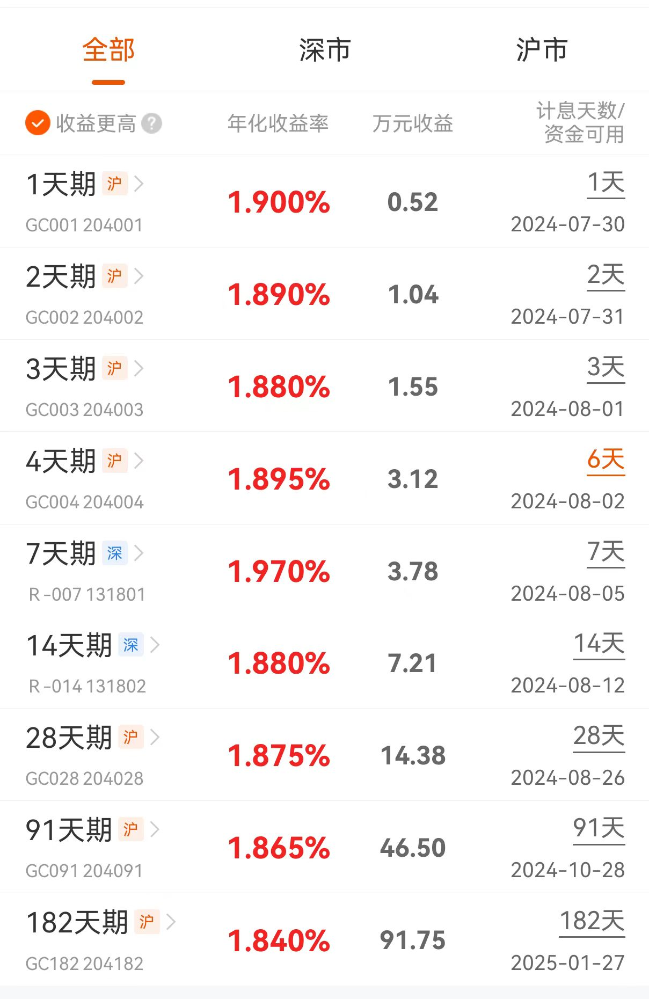 全部 深市 沪市
收益更高 ? 年化收益率 万元收益 计息天数/
资金可用
1天期 沪 1.900% 0.52 1天
GC001 204001 2024-07-30
2天期 沪 1.890% 1.04 2天
GC002 204002 2024-07-31
3天期 沪 1.880% 1.55 3天
GC003 204003 2024-08-01
4天期 沪 1.895% 3.12 6天
GC004 204004 2024-08-02
7天期 深 1.970% 3.78 7天
R-007 131801 2024-08-05
14天期 深 1.880% 7.21 14天
R-014 131802 2024-08-12
28天期 沪 1.875% 14.38 28天
GC028 204028 2024-08-26
91天期 沪 1.865% 46.50 91天
GC091 204091 2024-10-28
182天期 沪 1.840% 91.75 182天
GC182 204182 2025-01-27